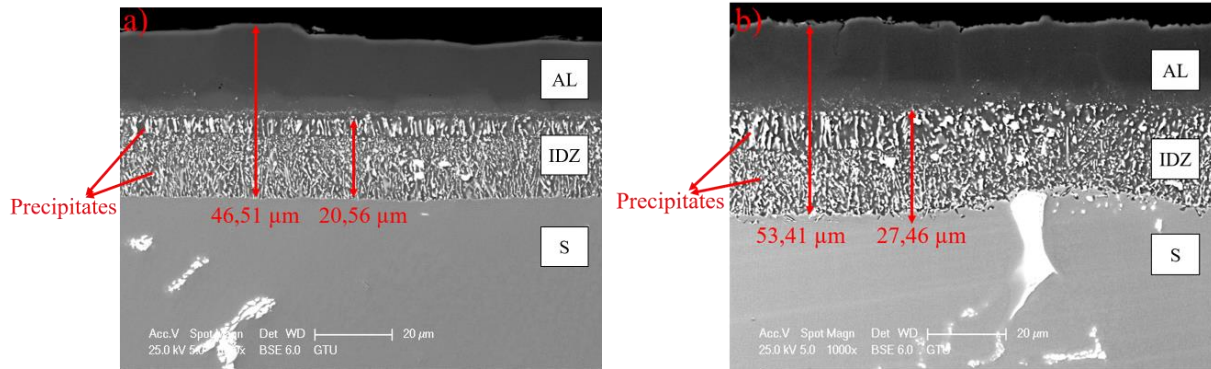 a)
AL
IDZ
Precipitates
46,51 µm
20,56 µm
S
Acc.V Spot Magn Det WD
20 µm
25.0 kV 5.0 BSE 6.0 GTU
b)
AL
IDZ
Precipitates
53,41 µm
27,46 µm
S
Acc.V Spot Magn Det WD
20 µm
25.0 kV 5.0 1000x BSE 6.0 GTU